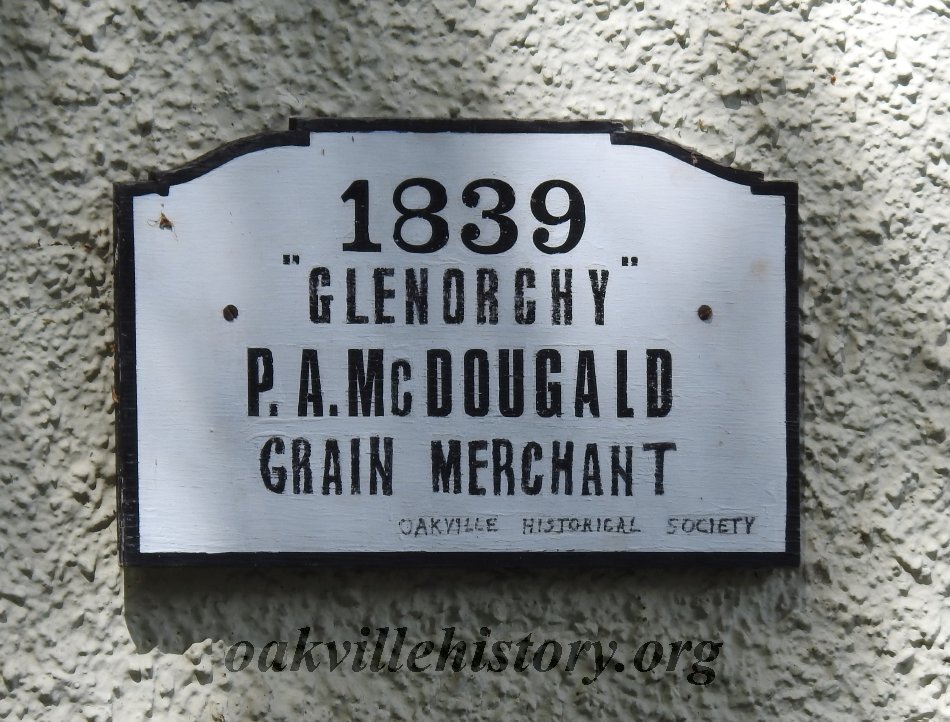 1839
"GLENORCHY"
P. A. McDOUGALD
GRAIN MERCHANT
OAKVILLE HISTORICAL SOCIETY
oakvillehistory.org